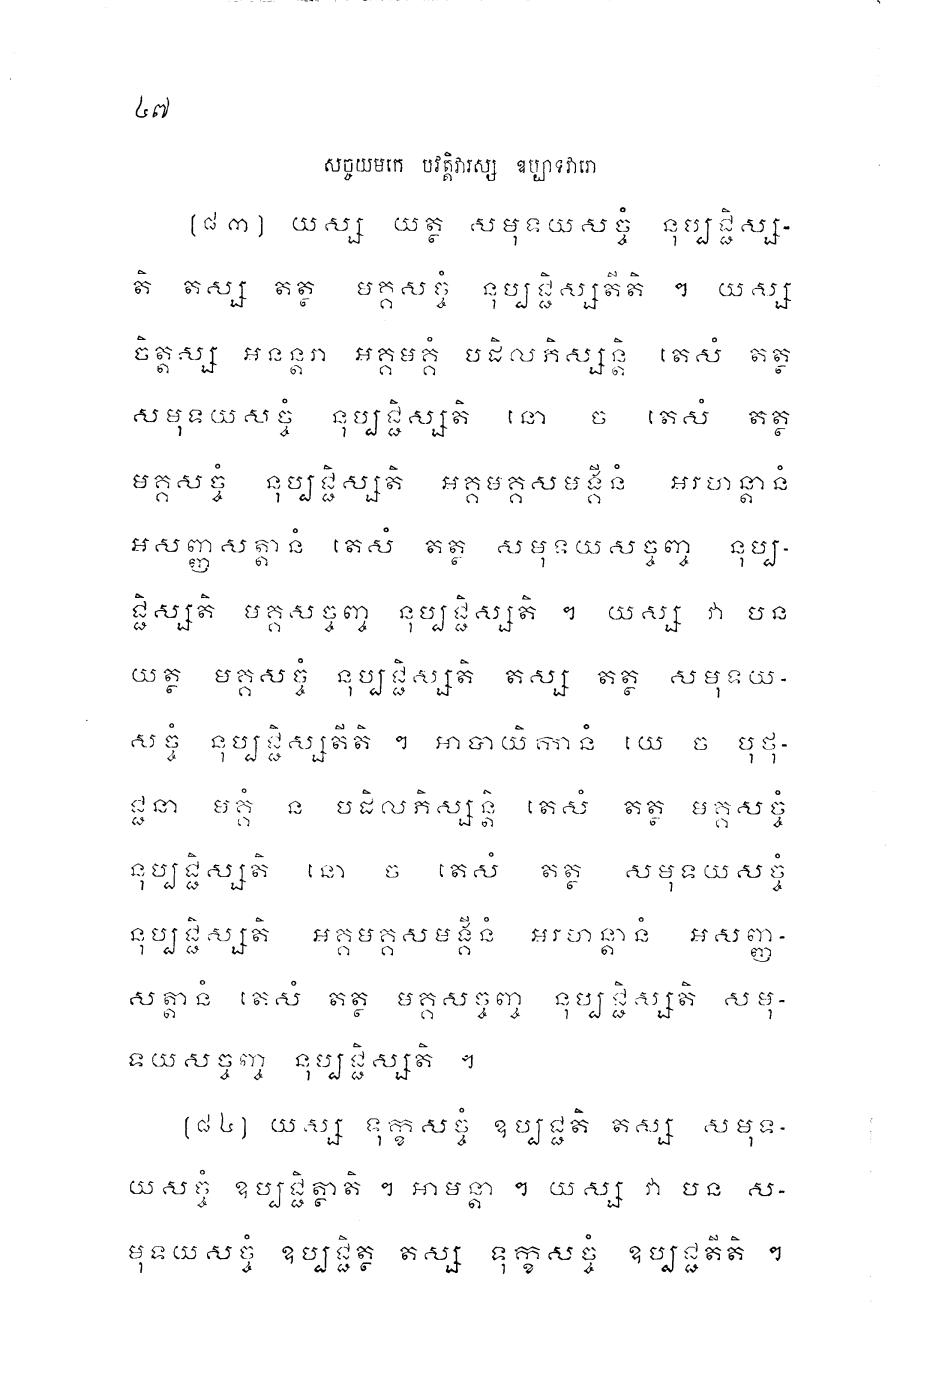 ៤៧
សច្ចយមកេ បវត្តិវារស្ស ឧប្បាទវារោ
(៨៣) យស្ស យត្ថ សមុទយសច្ចំ នុប្បជ្ជិស្ស-
តិ តស្ស តត្ថ មគ្គសច្ចំ នុប្បជ្ជិស្សតីតិ ។ យស្ស
ចិត្តស្ស អនន្តរា អគ្គមគ្គំ បដិលភិស្សន្តិ តេសំ តត្ថ
សមុទយសច្ចំ នុប្បជ្ជិស្សតិ នោ ច តេសំ តត្ថ
មគ្គសច្ចំ នុប្បជ្ជិស្សតិ អគ្គមគ្គសមង្គីនំ អរហន្តានំ
អសញ្ញសត្តានំ តេសំ តត្ថ សមុទយសច្ចញ្ច នុប្ប-
ជ្ជិស្សតិ មគ្គសច្ចញ្ច នុប្បជ្ជិស្សតិ ។ យស្ស វា បន
យត្ថ មគ្គសច្ចំ នុប្បជ្ជិស្សតិ តស្ស តត្ថ សមុទយ-
សច្ចំ នុប្បជ្ជិស្សតីតិ ។ អាបាយិកានំ យេ ច បុថុ-
ជ្ជនា មគ្គំ ន បដិលភិស្សន្តិ តេសំ តត្ថ មគ្គសច្ចំ
នុប្បជ្ជិស្សតិ នោ ច តេសំ តត្ថ សមុទយសច្ចំ
នុប្បជ្ជិស្សតិ អគ្គមគ្គសមង្គីនំ អរហន្តានំ អសញ្ញ-
សត្តានំ តេសំ តត្ថ មគ្គសច្ចញ្ច នុប្បជ្ជិស្សតិ សមុ-
ទយសច្ចញ្ច នុប្បជ្ជិស្សតិ ។
(៨៤) យស្ស ទុក្ខសច្ចំ ឧប្បជ្ជតិ តស្ស សមុទ-
យសច្ចំ ឧប្បជ្ជិត្ថាតិ ។ អាមន្តា ។ យស្ស វា បន ស-
មុទយសច្ចំ ឧប្បជ្ជិត្ថ តស្ស ទុក្ខសច្ចំ ឧប្បជ្ជតីតិ ។